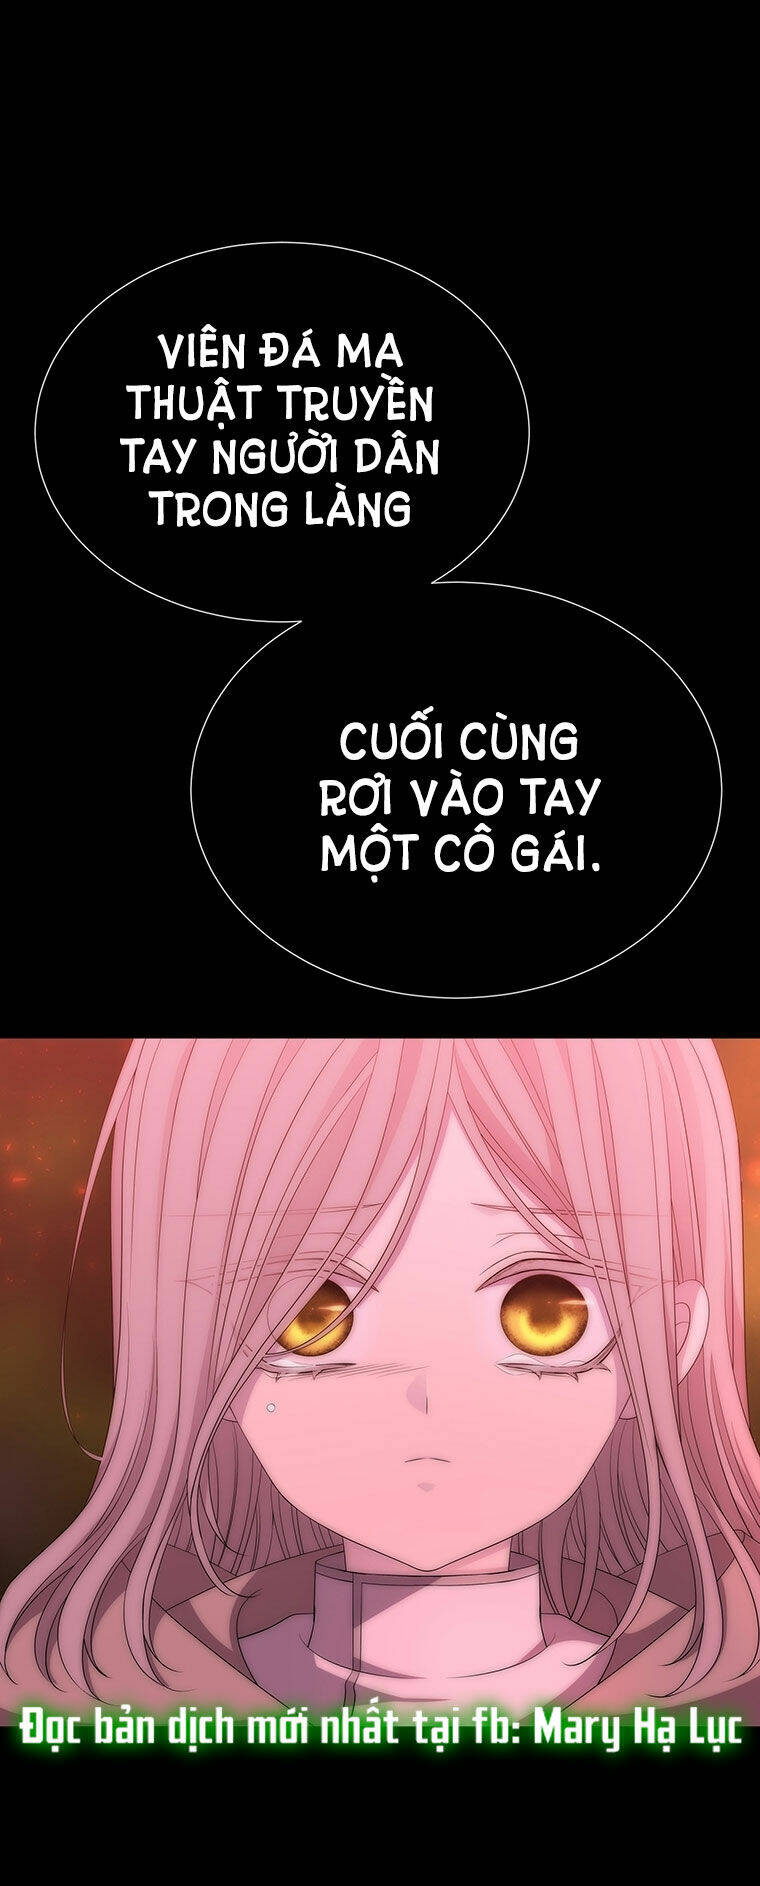 VIÊN ĐÁ MA
THUẬT TRUYỀN
TAY NGƯỜI DÂN
TRONG LÀNG
CUỐI CÙNG
RƠI VÀO TAY
MỘT CÔ GÁI.
Đọc bản dịch mới nhất tại fb: Mary Hạ Lục